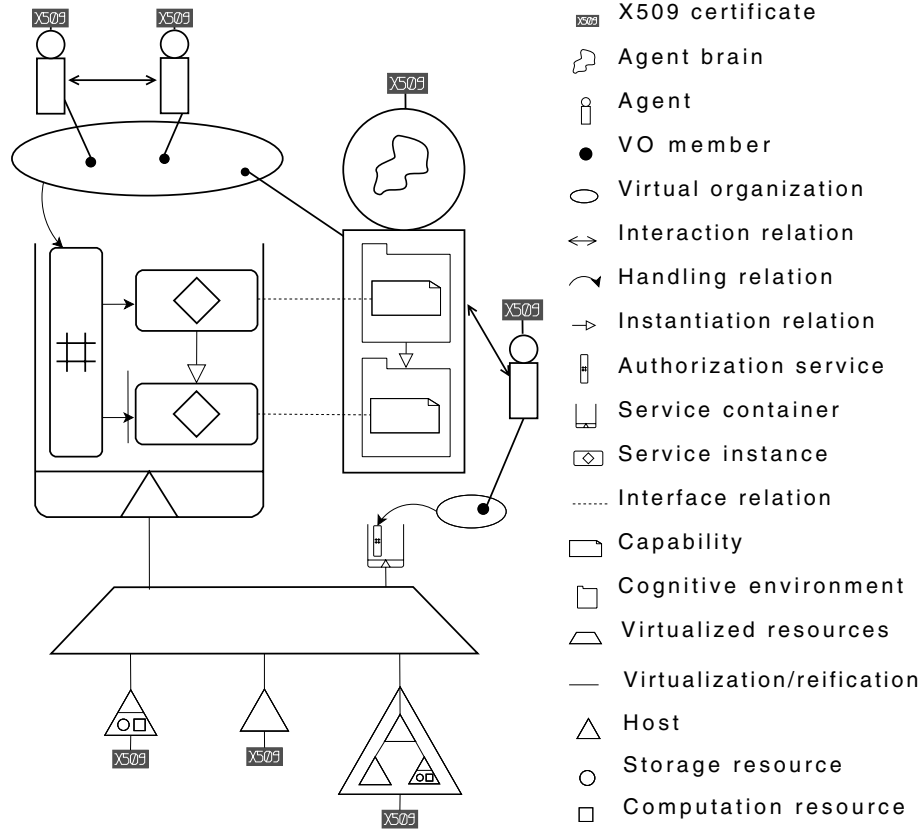 X509
X509
X509
X509
X509
X509
X509
X509 X509 certificate
Agent brain
Agent
VO member
Virtual organization
Interaction relation
Handling relation
Instantiation relation
Authorization service
Service container
Service instance
Interface relation
Capability
Cognitive environment
Virtualized resources
Virtualization/reification
Host
Storage resource
Computation resource